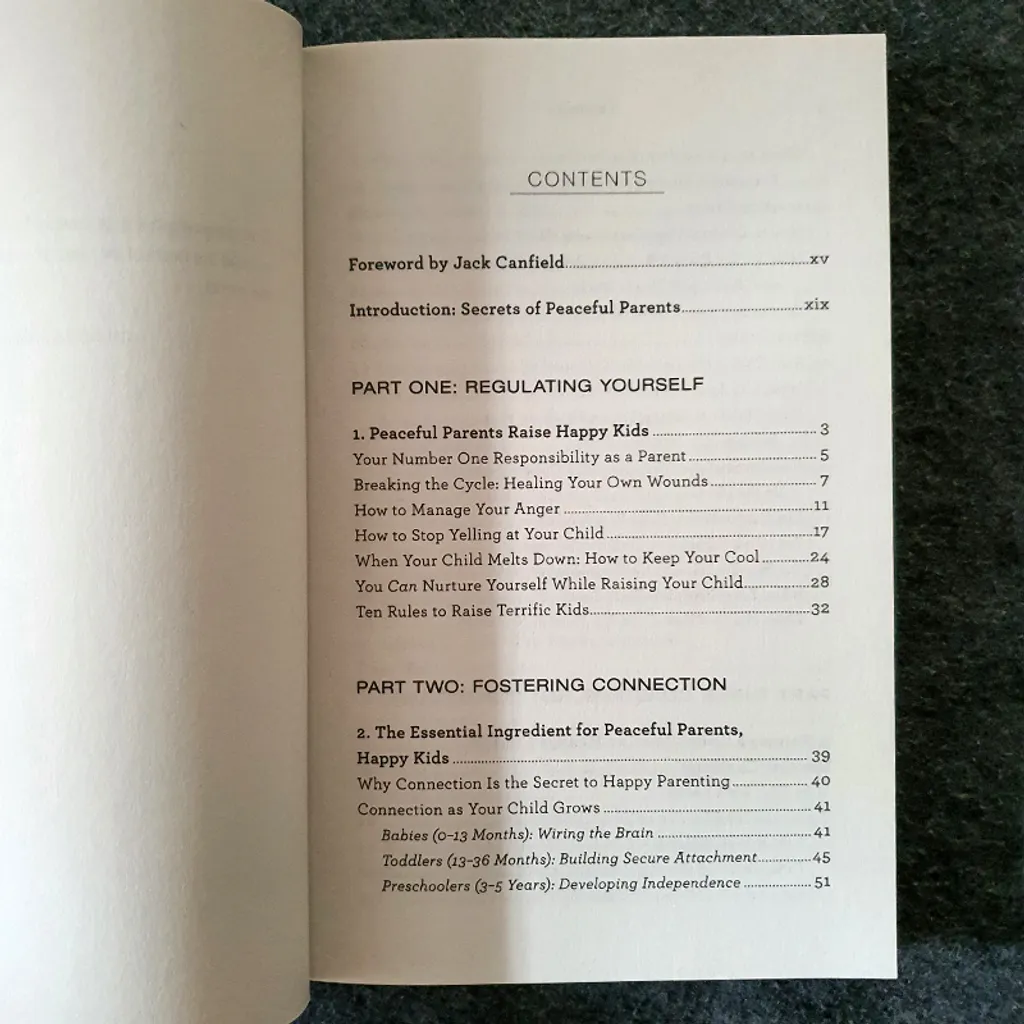 CONTENTS
Foreword by Jack Canfield..........xv
Introduction: Secrets of Peaceful Parents..........xix
PART ONE: REGULATING YOURSELF
1. Peaceful Parents Raise Happy Kids..........3
Your Number One Responsibility as a Parent..........5
Breaking the Cycle: Healing Your Own Wounds..........7
How to Manage Your Anger..........11
How to Stop Yelling at Your Child..........17
When Your Child Melts Down: How to Keep Your Cool..........24
You Can Nurture Yourself While Raising Your Child..........28
Ten Rules to Raise Terrific Kids..........32
PART TWO: FOSTERING CONNECTION
2. The Essential Ingredient for Peaceful Parents,
Happy Kids..........39
Why Connection Is the Secret to Happy Parenting..........40
Connection as Your Child Grows..........41
Babies (0–13 Months): Wiring the Brain..........41
Toddlers (13–36 Months): Building Secure Attachment..........45
Preschoolers (3–5 Years): Developing Independence..........51